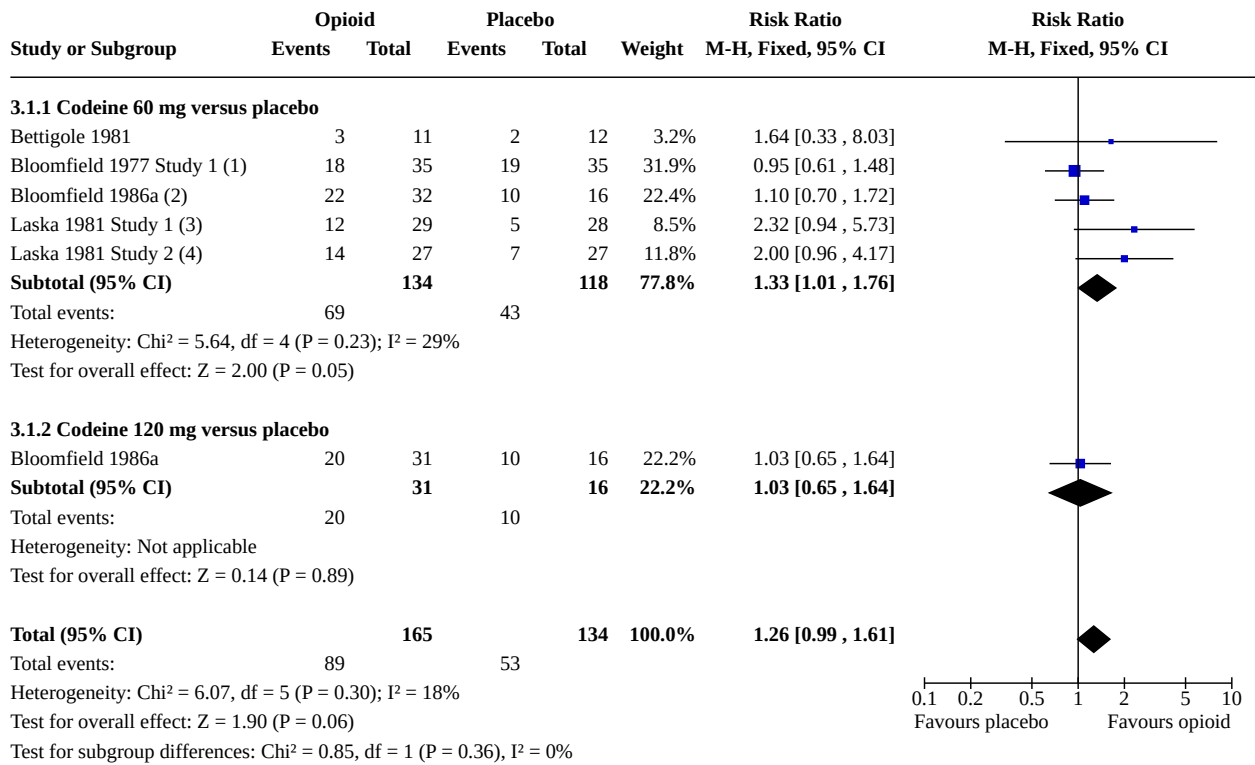 Opioid Placebo Risk Ratio Risk Ratio
Study or Subgroup Events Total Events Total Weight M-H, Fixed, 95% CI M-H, Fixed, 95% CI
3.1.1 Codeine 60 mg versus placebo
Bettigole 1981 3 11 2 12 3.2% 1.64 [0.33 , 8.03]
Bloomfield 1977 Study 1 (1) 18 35 19 35 31.9% 0.95 [0.61 , 1.48]
Bloomfield 1986a (2) 22 32 10 16 22.4% 1.10 [0.70 , 1.72]
Laska 1981 Study 1 (3) 12 29 5 28 8.5% 2.32 [0.94 , 5.73]
Laska 1981 Study 2 (4) 14 27 7 27 11.8% 2.00 [0.96 , 4.17]
Subtotal (95% CI) 134 118 77.8% 1.33 [1.01 , 1.76]
Total events: 69 43
Heterogeneity: Chi² = 5.64, df = 4 (P = 0.23); I² = 29%
Test for overall effect: Z = 2.00 (P = 0.05)
3.1.2 Codeine 120 mg versus placebo
Bloomfield 1986a 20 31 10 16 22.2% 1.03 [0.65 , 1.64]
Subtotal (95% CI) 31 16 22.2% 1.03 [0.65 , 1.64]
Total events: 20 10
Heterogeneity: Not applicable
Test for overall effect: Z = 0.14 (P = 0.89)
Total (95% CI) 165 134 100.0% 1.26 [0.99 , 1.61]
Total events: 89 53
Heterogeneity: Chi² = 6.07, df = 5 (P = 0.30); I² = 18%
Test for overall effect: Z = 1.90 (P = 0.06)
Test for subgroup differences: Chi² = 0.85, df = 1 (P = 0.36), I² = 0%
0.1 0.2 0.5 1 2 5 10
Favours placebo Favours opioid